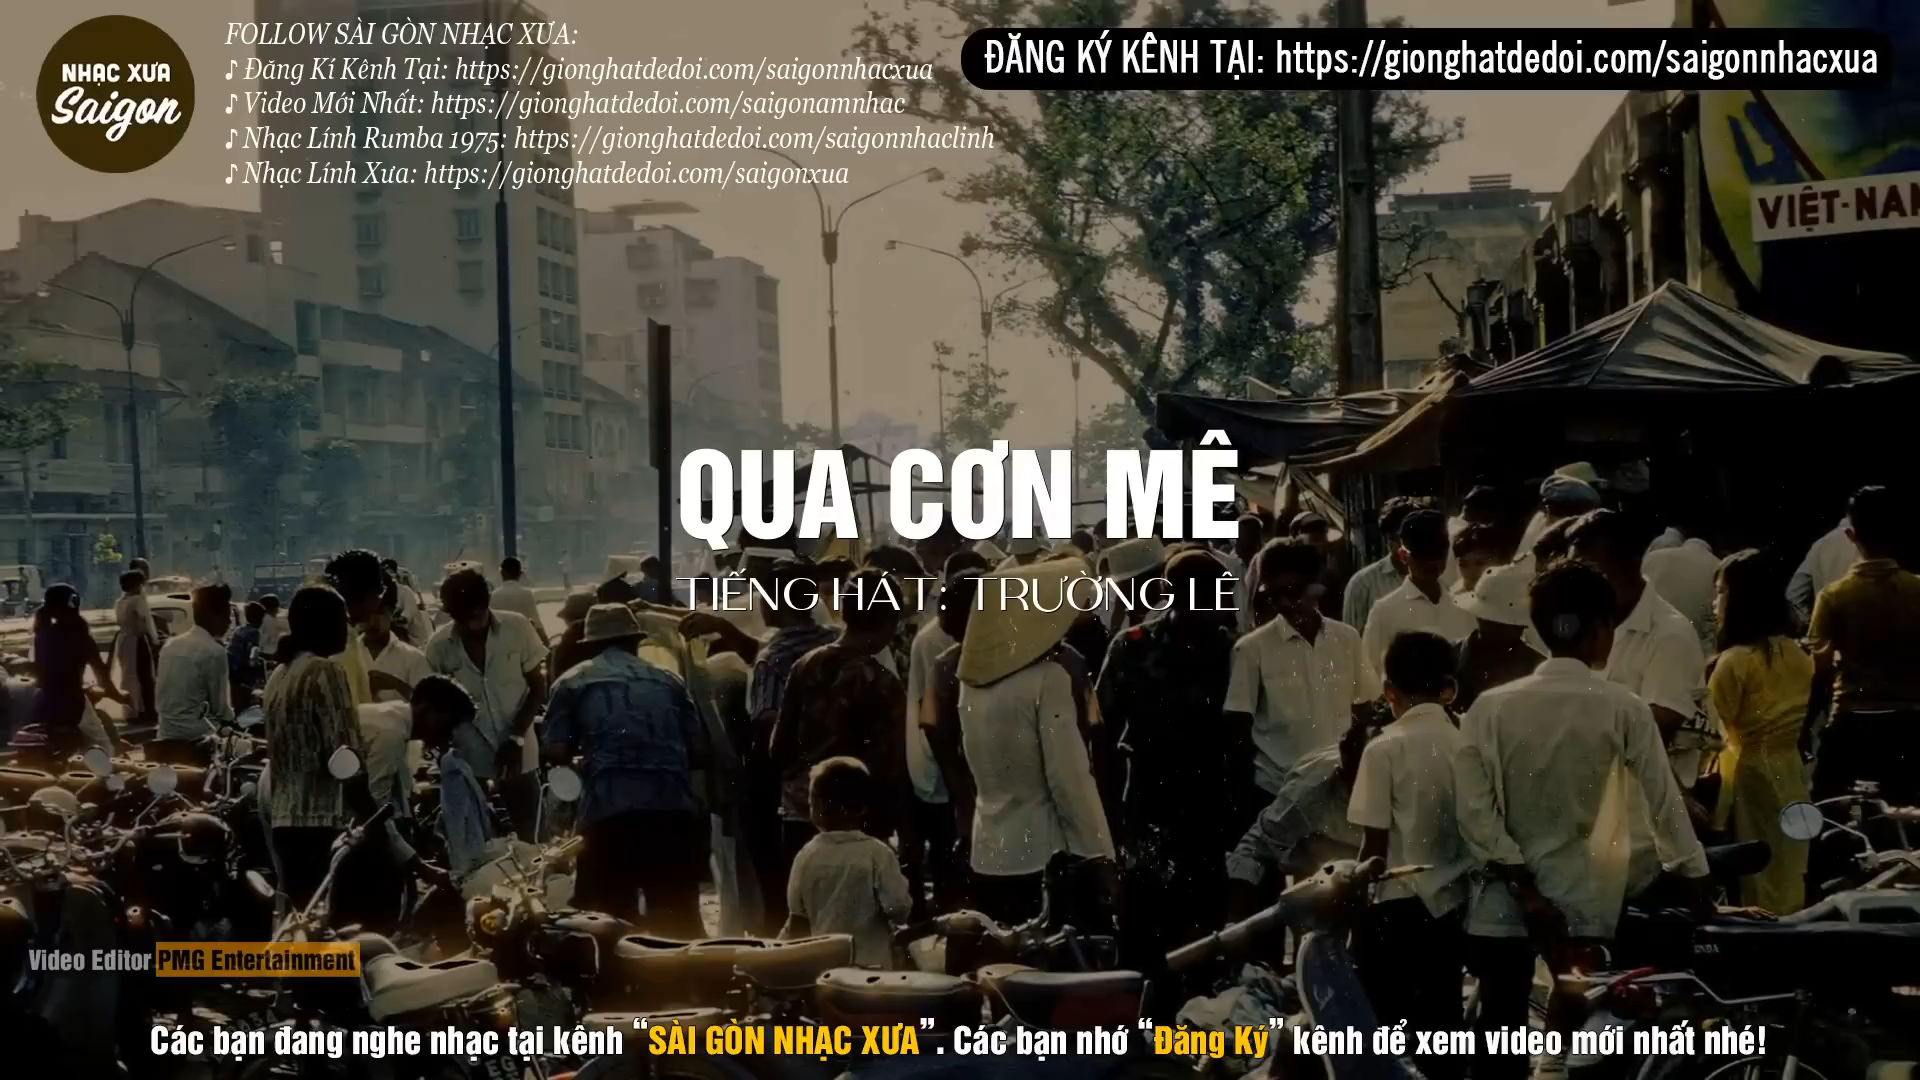 NHẠC XƯA
Saigon
FOLLOW SÀI GÒN NHẠC XƯA:
♪ Đăng Kí Kênh Tại: https://gionghatdedoi.com/saigonnhacxua
♪ Video Mới Nhất: https://gionghatdedoi.com/saigonamnhac
♪ Nhạc Lính Rumba 1975: https://gionghatdedoi.com/saigonnhaclinh
♪ Nhạc Lính Xưa: https://gionghatdedoi.com/saigonxua
ĐĂNG KÝ KÊNH TẠI: https://gionghatdedoi.com/saigonnhacxua
VIỆT-NAM
QUA CƠN MÊ
TIẾNG HÁT: TRƯỜNG LÊ
Video Editor PMG Entertainment
Các bạn đang nghe nhạc tại kênh “SÀI GÒN NHẠC XƯA”. Các bạn nhớ “Đăng Ký” kênh để xem video mới nhất nhé!